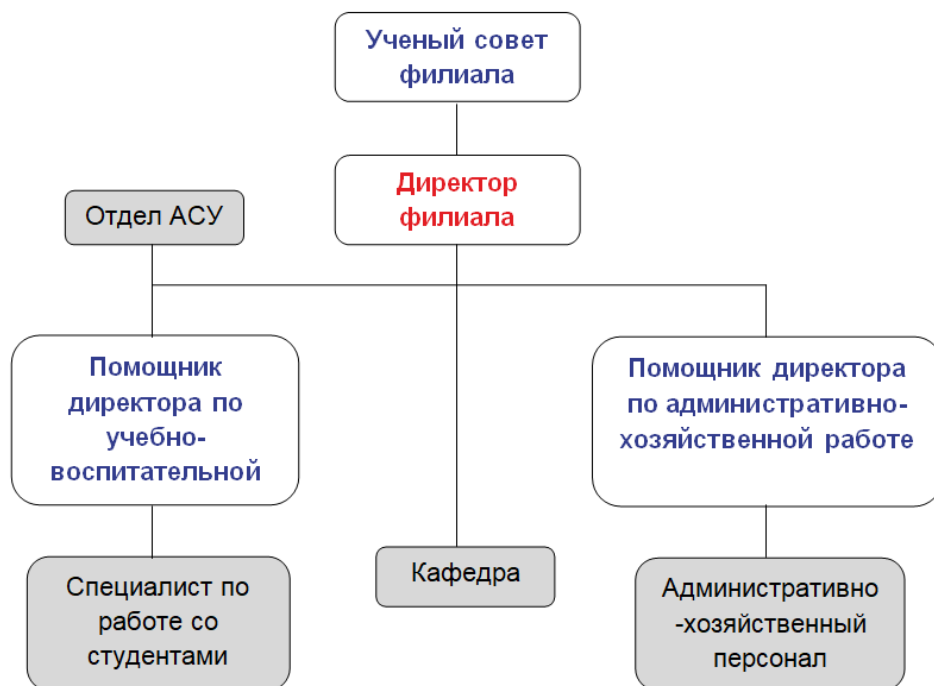 Ученый совет
филиала
Директор
филиала
Отдел АСУ
Помощник
директора по
учебно-
воспитательной
Помощник директора
по административно-
хозяйственной работе
Специалист по
работе со
студентами
Кафедра
Административно
-хозяйственный
персонал